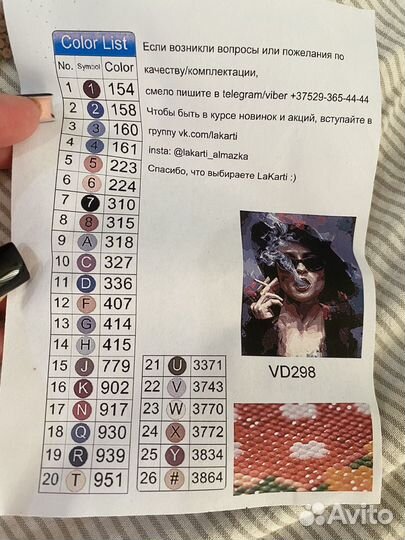 Color List
No. Symbol Color
1 1 154
2 2 158
3 3 160
4 4 161
5 5 223
6 6 224
7 7 310
8 8 315
9 A 318
10 C 327
11 D 336
12 F 407
13 G 414
14 H 415
15 J 779
16 K 902
17 N 917
18 Q 930
19 R 939
20 T 951
21 U 3371
22 V 3743
23 W 3770
24 X 3772
25 Y 3834
26 # 3864
Если возникли вопросы или пожелания по
качеству/комплектации,
смело пишите в telegram/viber +37529-365-44-44
Чтобы быть в курсе новинок и акций, вступайте в
группу vk.com/lakarti
insta: @lakarti_almazka
Спасибо, что выбираете LaKarti :)
VD298
Avito